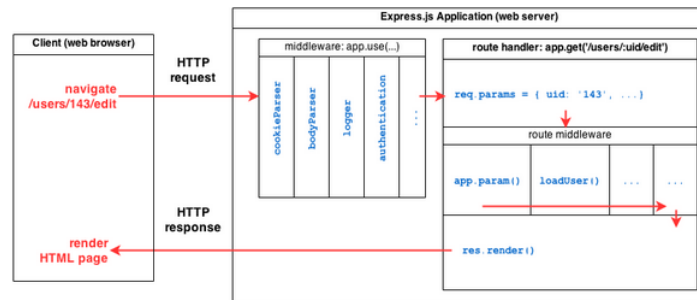 Express.js Application (web server)
Client (web browser)
HTTP
request
middleware: app.use(...)
route handler: app.get('/users/:uid/edit')
navigate
/users/143/edit
cookieParser
bodyParser
logger
authentication
...
req.params = { uid: '143', ...}
route middleware
app.param()
loadUser()
...
...
HTTP
response
render
HTML page
res.render()